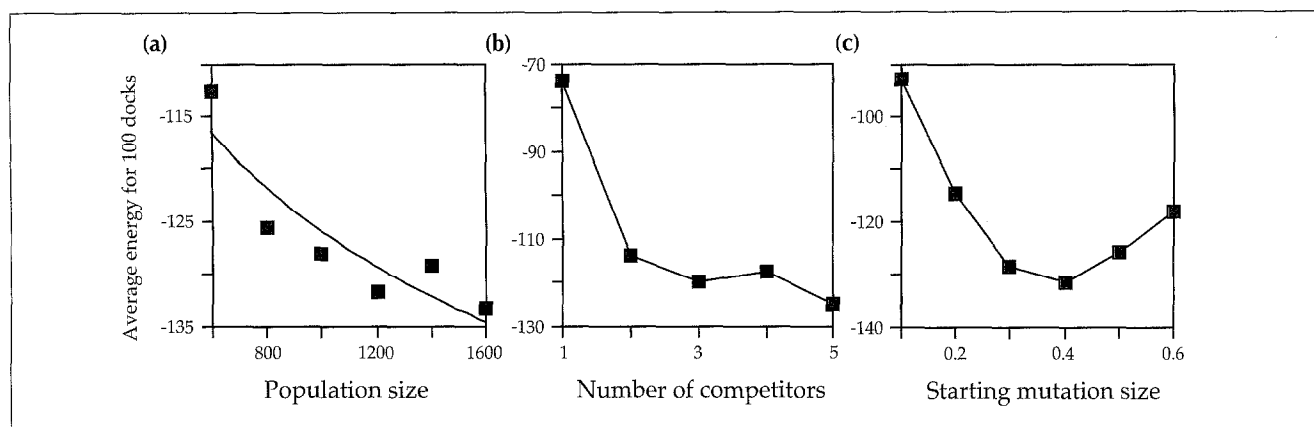 (a)
(b)
(c)
Average energy for 100 docks
-115
-125
-135
800
1200
1600
Population size
-70
-90
-110
-130
1
3
5
Number of competitors
-100
-120
-140
0.2
0.4
0.6
Starting mutation size